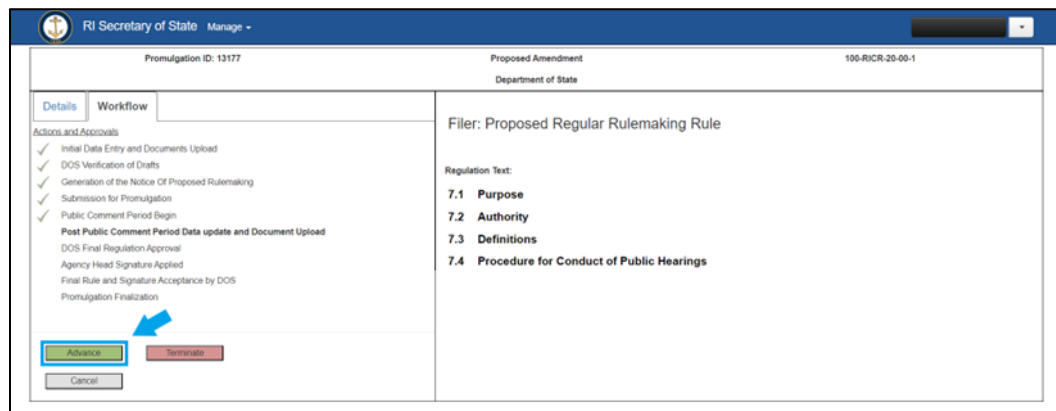 RI Secretary of State Manage
Promulgation ID: 13177 Proposed Amendment 100-RICR-20-00-1
Department of State
Details Workflow
Actions and Approvals
Initial Data Entry and Documents Upload
DOS Verification of Drafts
Generation of the Notice Of Proposed Rulemaking
Submission for Promulgation
Public Comment Period Begin
Post Public Comment Period Data update and Document Upload
DOS Final Regulation Approval
Agency Head Signature Applied
Final Rule and Signature Acceptance by DOS
Promulgation Finalization
Advance Terminate
Cancel
Filer: Proposed Regular Rulemaking Rule
Regulation Text:
7.1 Purpose
7.2 Authority
7.3 Definitions
7.4 Procedure for Conduct of Public Hearings